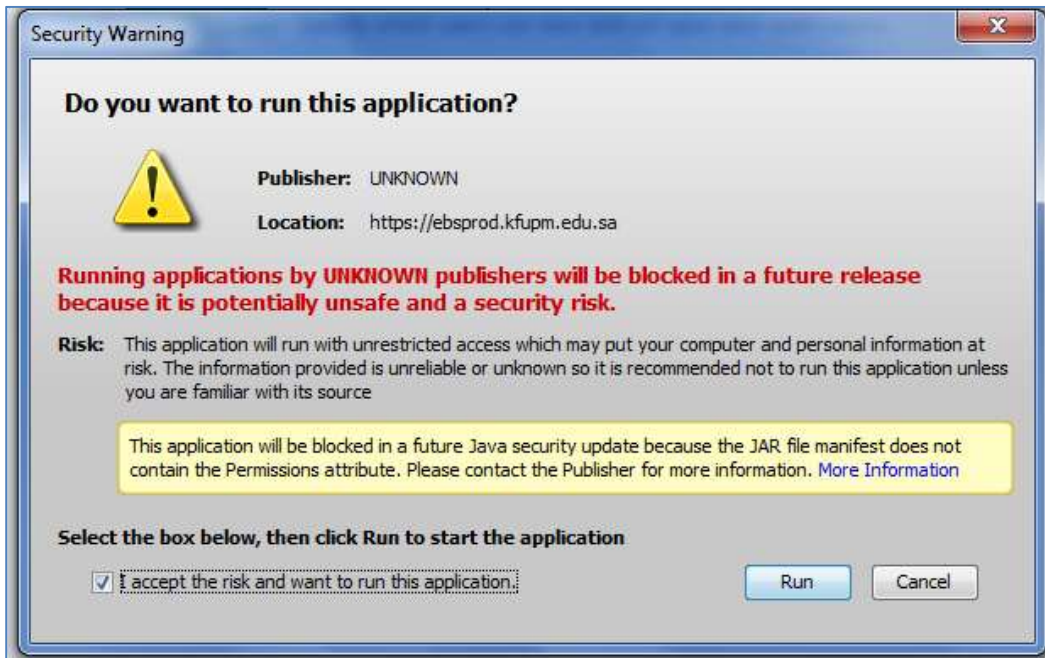 Security Warning
Do you want to run this application?
Publisher: UNKNOWN
Location: https://ebsprod.kfupm.edu.sa
Running applications by UNKNOWN publishers will be blocked in a future release
because it is potentially unsafe and a security risk.
Risk: This application will run with unrestricted access which may put your computer and personal information at
risk. The information provided is unreliable or unknown so it is recommended not to run this application unless
you are familiar with its source
This application will be blocked in a future Java security update because the JAR file manifest does not
contain the Permissions attribute. Please contact the Publisher for more information. More Information
Select the box below, then click Run to start the application
I accept the risk and want to run this application.
Run Cancel